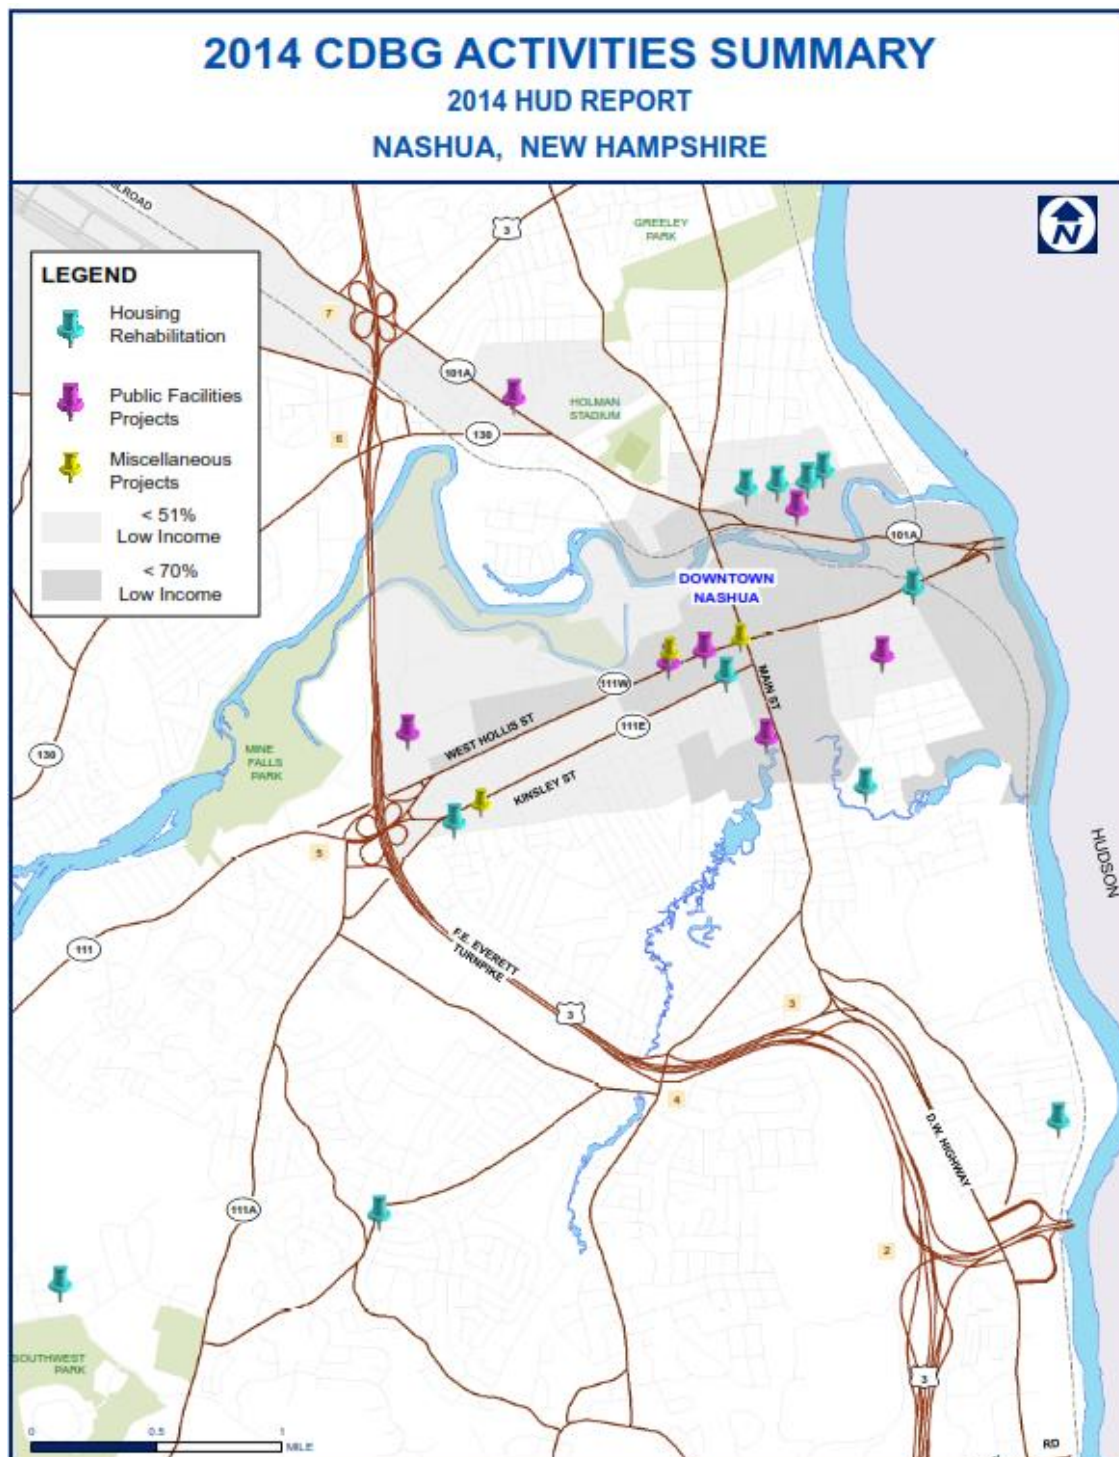 2014 CDBG ACTIVITIES SUMMARY
2014 HUD REPORT
NASHUA, NEW HAMPSHIRE
3
GREELEY
PARK
N
LEGEND
Housing
Rehabilitation
Public Facilities
Projects
Miscellaneous
Projects
< 51%
Low Income
< 70%
Low Income
7
101A
HOLMAN
STADIUM
130
6
101A
DOWNTOWN
NASHUA
111W
MAIN ST
111E
WEST HOLLIS ST
130
MINE
FALLS
PARK
KINSLEY ST
5
HUDSON
111
F.E. EVERETT
TURNPIKE
3
3
4
D.W. HIGHWAY
111A
2
SOUTHWEST
PARK
3
0 0.5 1
MILE
RD